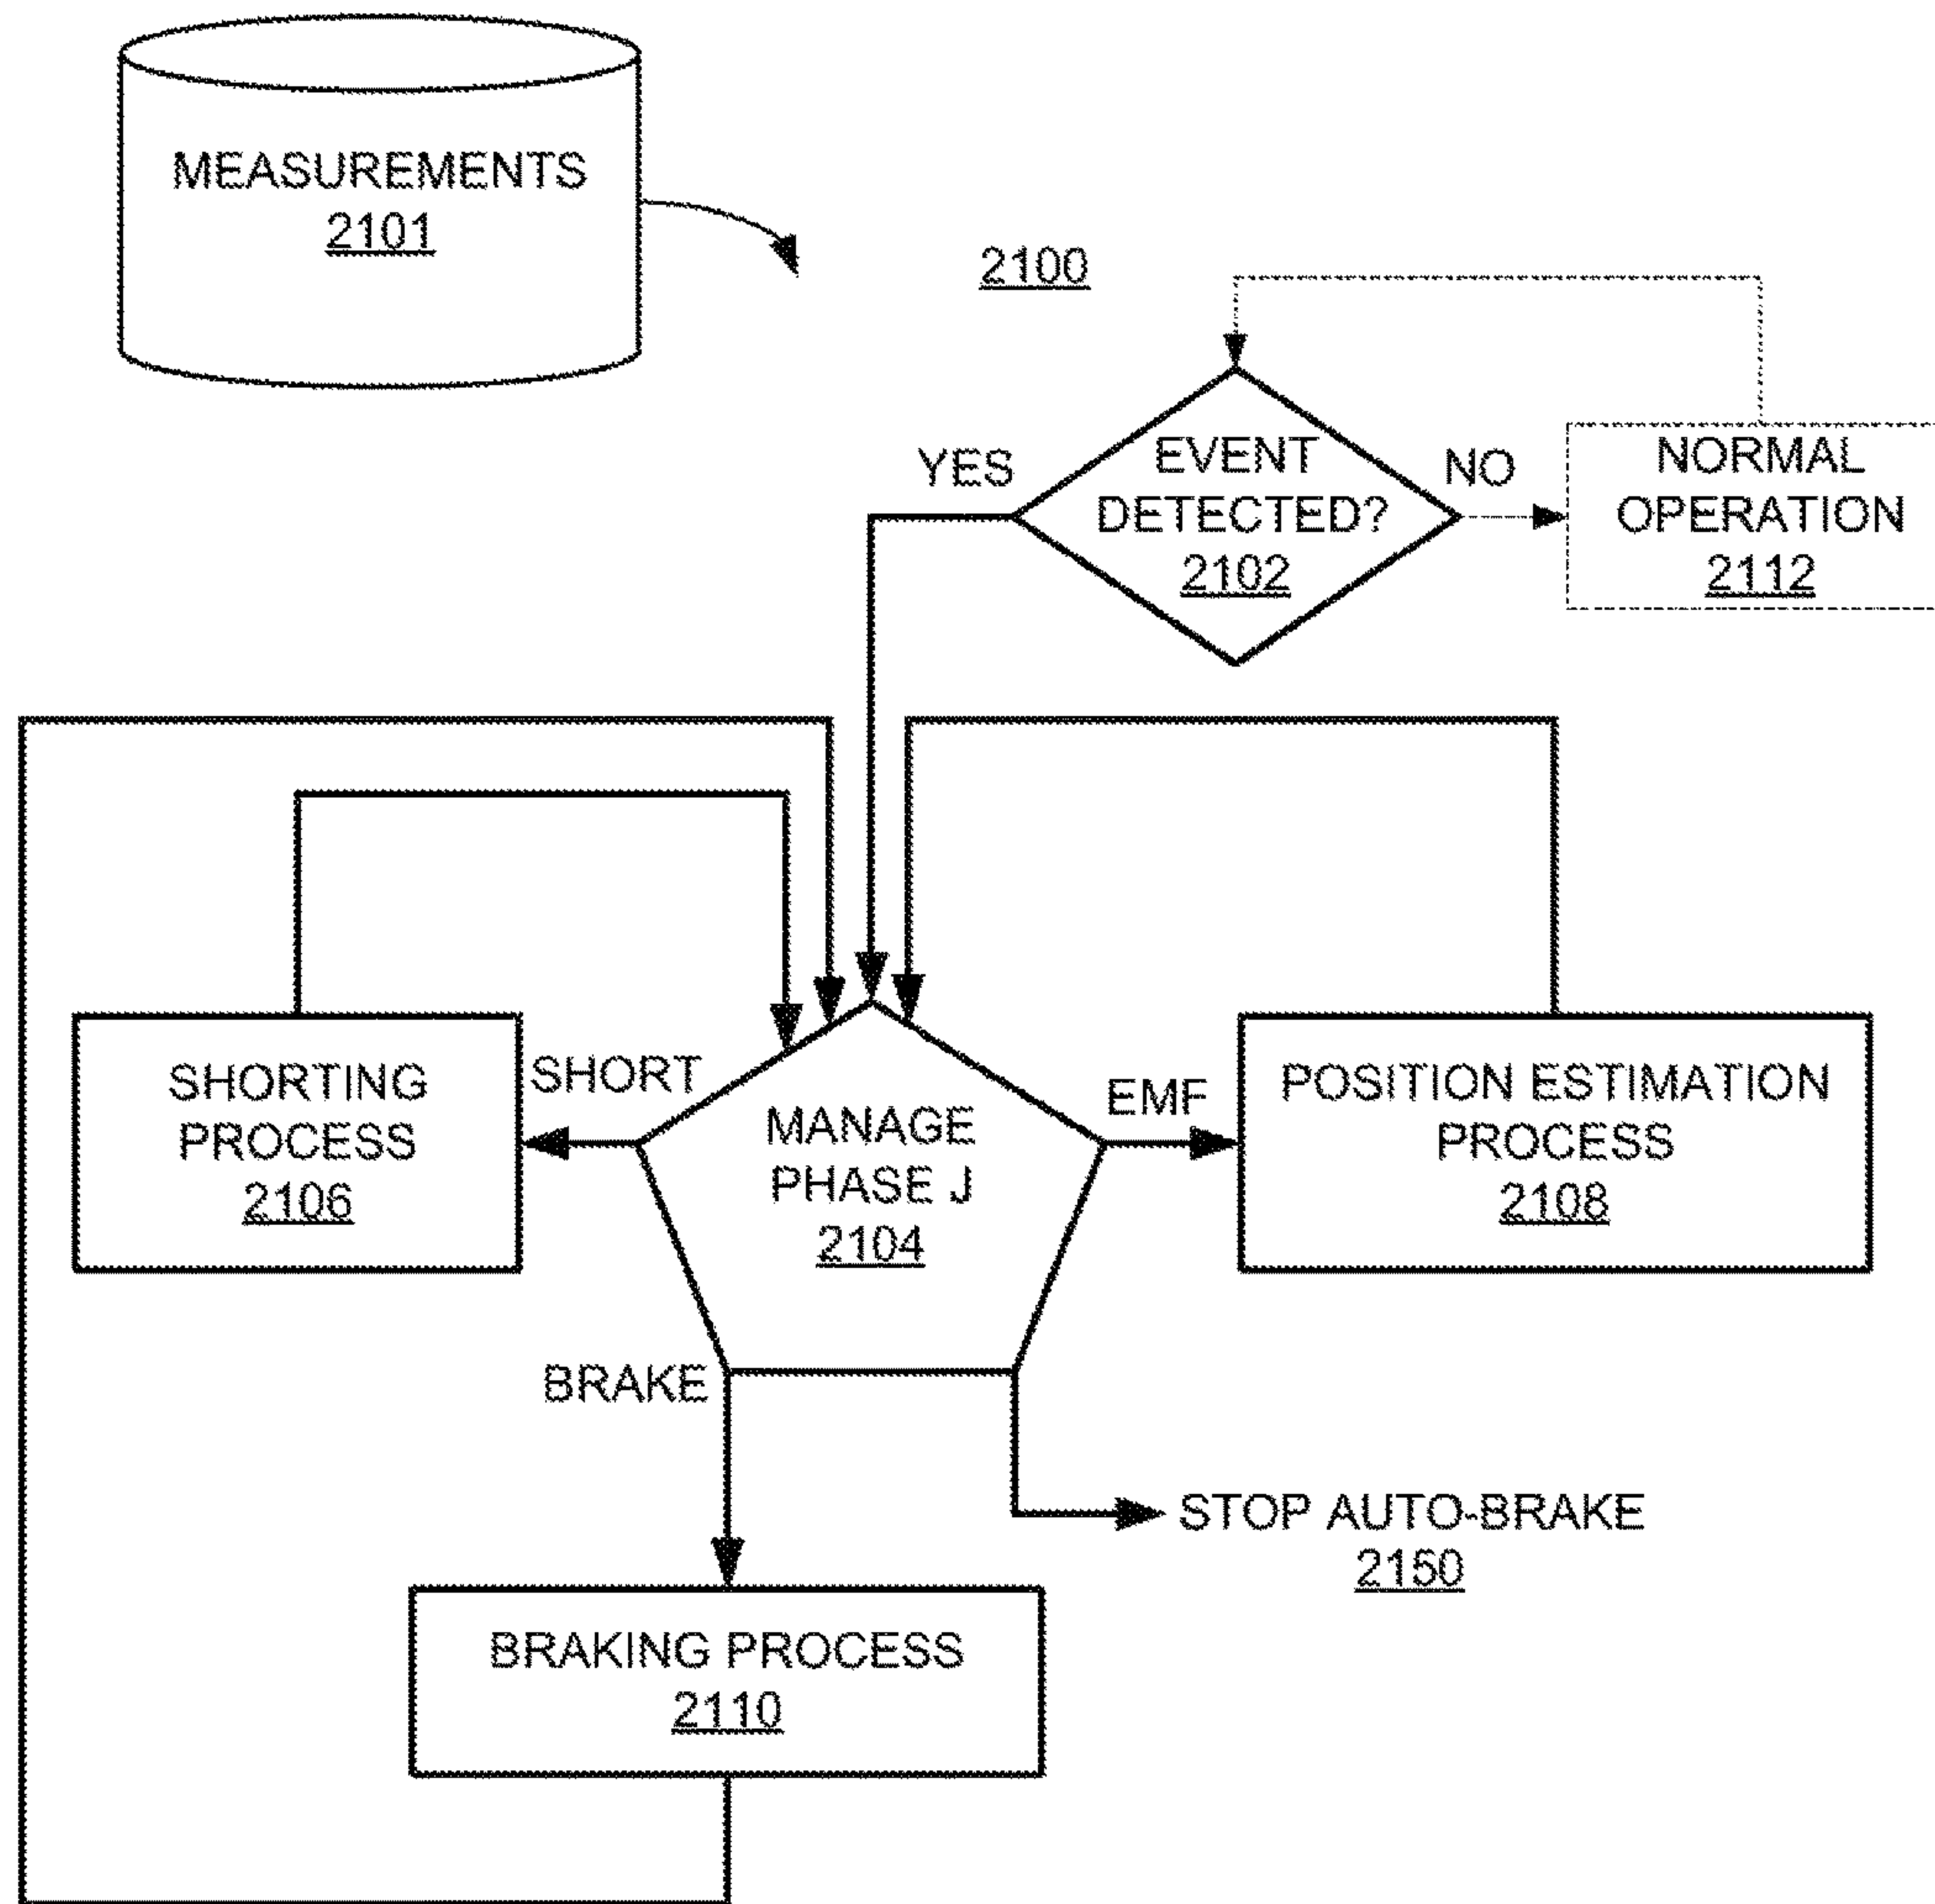 MEASUREMENTS
2101
2100
YES
EVENT
DETECTED?
2102
NO
NORMAL
OPERATION
2112
SHORTING
PROCESS
2106
SHORT
MANAGE
PHASE J
2104
EMF
POSITION ESTIMATION
PROCESS
2108
BRAKE
STOP AUTO-BRAKE
2150
BRAKING PROCESS
2110